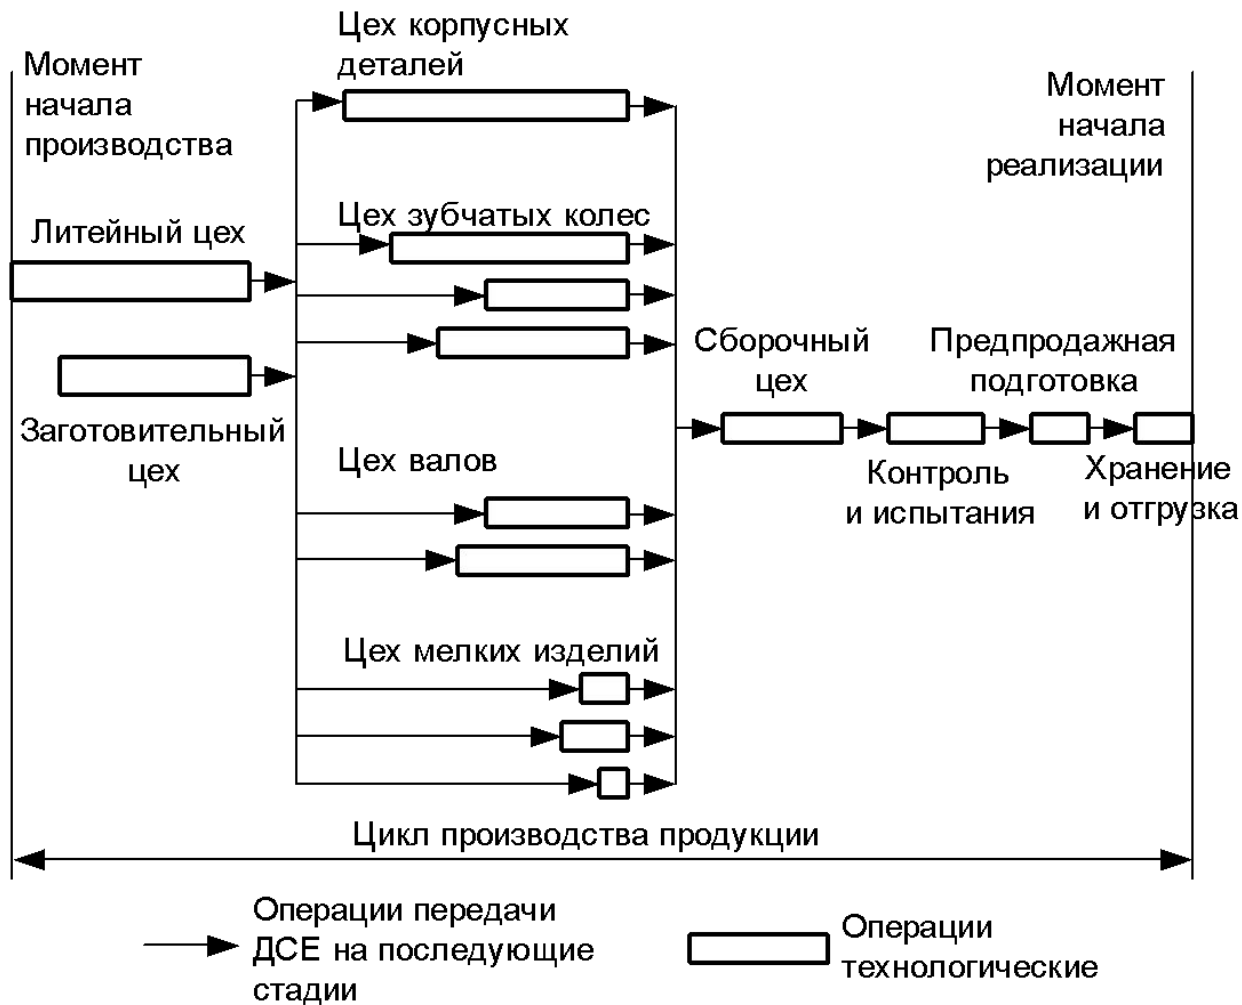 Цех корпусных
деталей
Момент
начала
производства
Момент
начала
реализации
Литейный цех
Цех зубчатых колес
Заготовительный
цех
Сборочный
цех
Предпродажная
подготовка
Цех валов
Контроль
и испытания
Хранение
и отгрузка
Цех мелких изделий
Цикл производства продукции
Операции передачи
ДСЕ на последующие
стадии
Операции
технологические